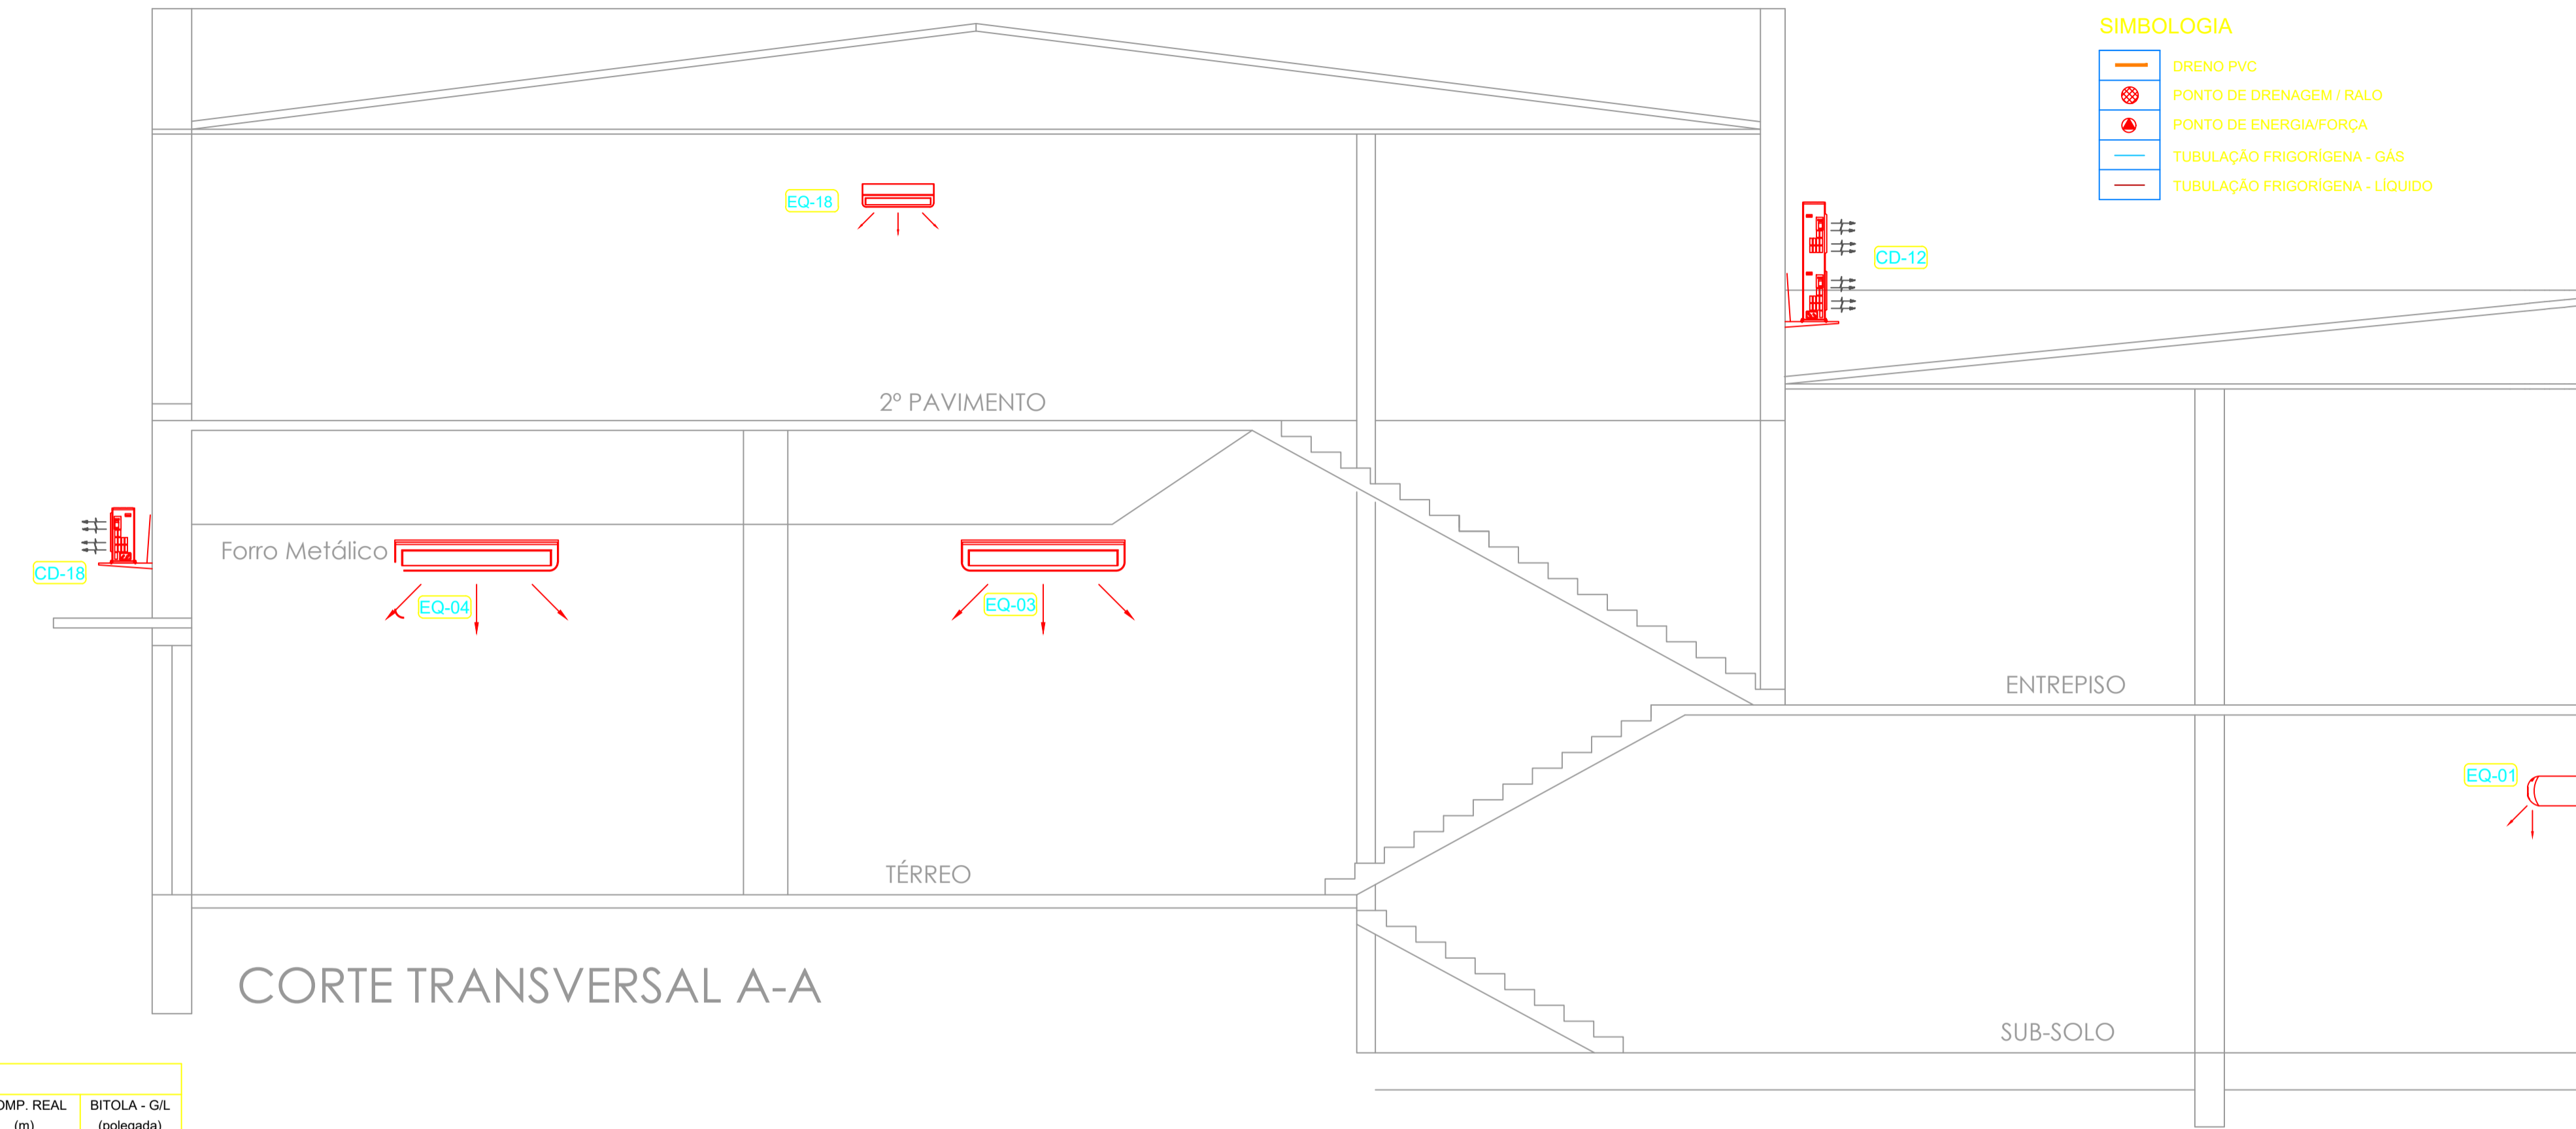 SIMBOLOGIA
DRENO PVC
PONTO DE DRENAGEM / RALO
PONTO DE ENERGIA/FORÇA
TUBULAÇÃO FRIGORÍGENA - GÁS
TUBULAÇÃO FRIGORÍGENA - LÍQUIDO
EQ-18
CD-12
2º PAVIMENTO
Forro Metálico
CD-18
EQ-04
EQ-03
ENTREPISO
EQ-01
TÉRREO
CORTE TRANSVERSAL A-A
SUB-SOLO
OMP. REAL
(m)
BITOLA - G/L
(polegada)